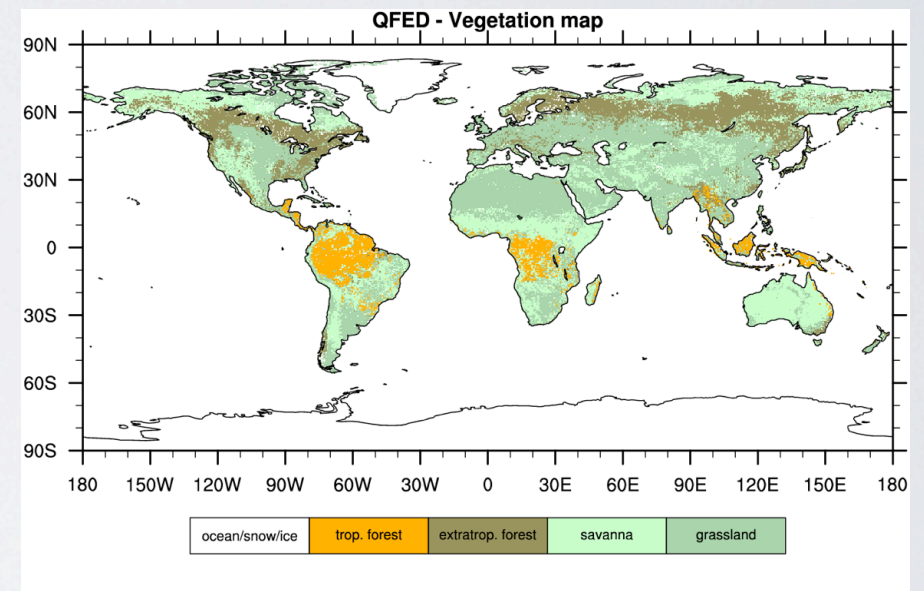 QFED - Vegetation map
90N
60N
30N
0
30S
60S
90S
180 150W 120W 90W 60W 30W 0 30E 60E 90E 120E 150E 180
ocean/snow/ice trop. forest extratrop. forest savanna grassland